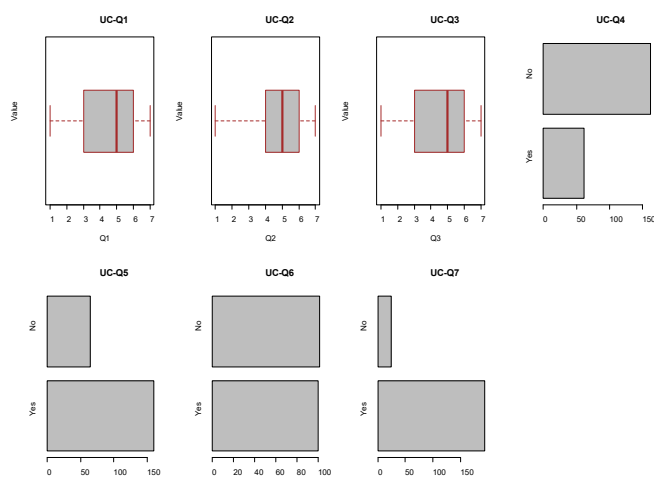 UC-Q1
Value
1 2 3 4 5 6 7
Q1
UC-Q2
Value
1 2 3 4 5 6 7
Q2
UC-Q3
Value
1 2 3 4 5 6 7
Q3
UC-Q4
No
Yes
0 50 100 150
UC-Q5
No
Yes
0 50 100 150
UC-Q6
No
Yes
0 20 40 60 80 100
UC-Q7
No
Yes
0 50 100 150